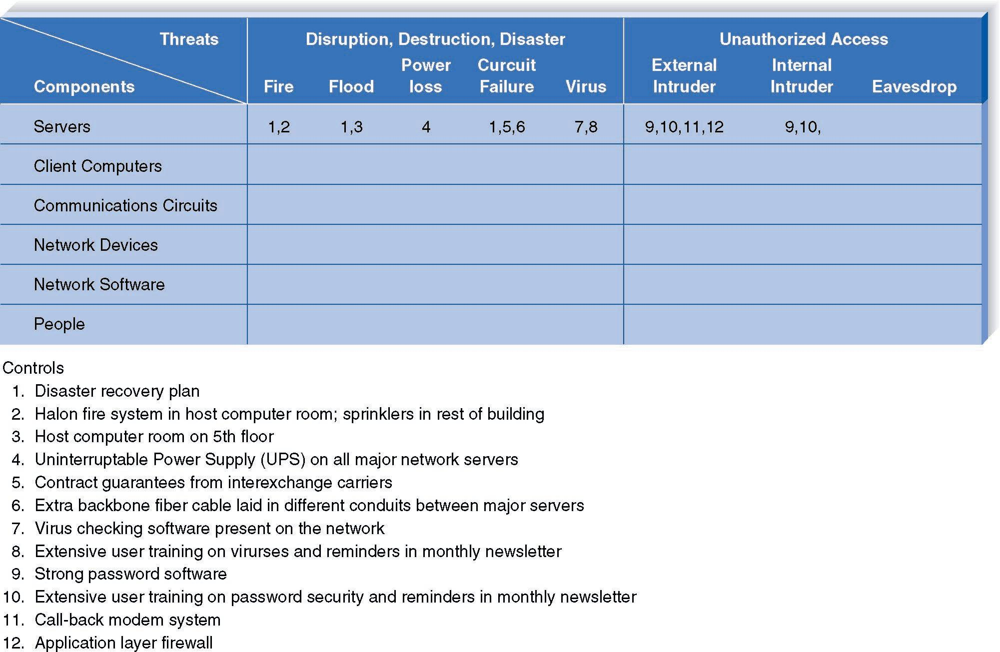 Threats Disruption, Destruction, Disaster Unauthorized Access
Power Curcuit External Internal
Components Fire Flood loss Failure Virus Intruder Intruder Eavesdrop
Servers 1,2 1,3 4 1,5,6 7,8 9,10,11,12 9,10,
Client Computers
Communications Circuits
Network Devices
Network Software
People
Controls
1. Disaster recovery plan
2. Halon fire system in host computer room; sprinklers in rest of building
3. Host computer room on 5th floor
4. Uninterruptable Power Supply (UPS) on all major network servers
5. Contract guarantees from interexchange carriers
6. Extra backbone fiber cable laid in different conduits between major servers
7. Virus checking software present on the network
8. Extensive user training on virurses and reminders in monthly newsletter
9. Strong password software
10. Extensive user training on password security and reminders in monthly newsletter
11. Call-back modem system
12. Application layer firewall